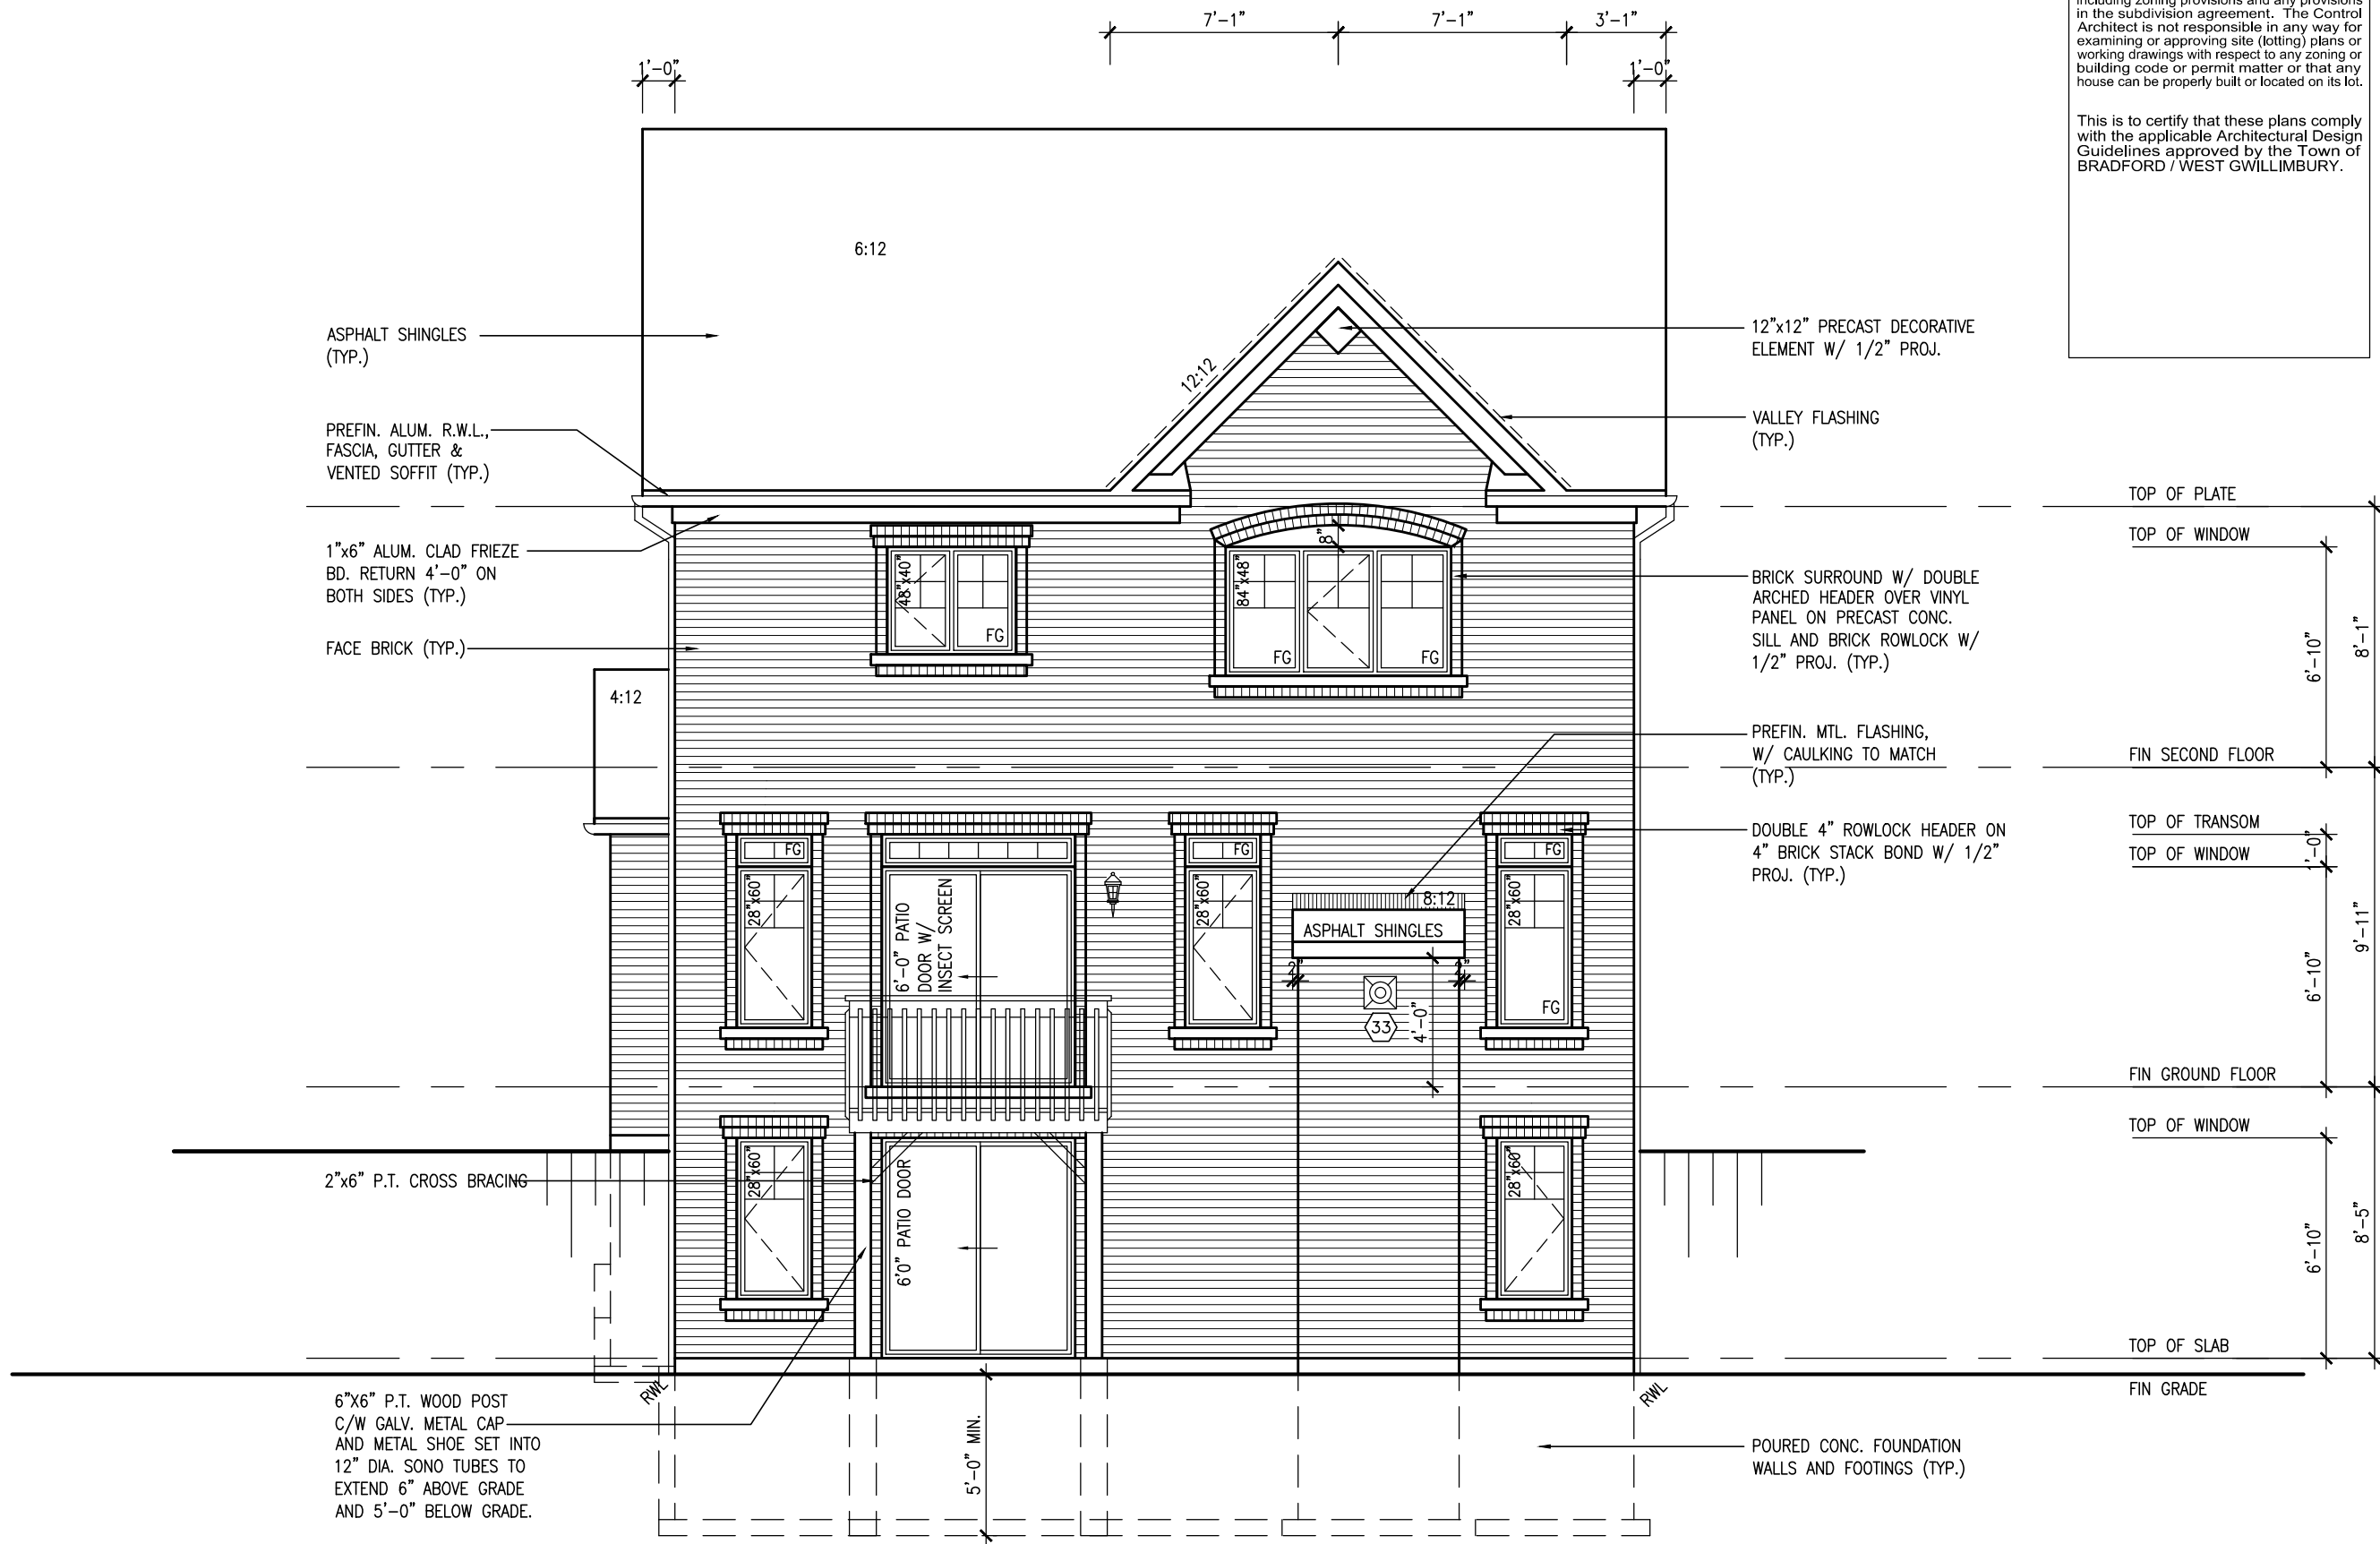 including zoning provisions and any provisions
in the subdivision agreement. The Control
Architect is not responsible in any way for
examining or approving site (lotting) plans or
working drawings with respect to any zoning or
building code or permit matter or that any
house can be properly built or located on its lot.
This is to certify that these plans comply
with the applicable Architectural Design
Guidelines approved by the Town of
BRADFORD / WEST GWILLIMBURY.
7'-1"
7'-1"
3'-1"
1'-0"
1'-0"
6:12
12:12
ASPHALT SHINGLES
(TYP.)
PREFIN. ALUM. R.W.L.,
FASCIA, GUTTER &
VENTED SOFFIT (TYP.)
1"x6" ALUM. CLAD FRIEZE
BD. RETURN 4'-0" ON
BOTH SIDES (TYP.)
FACE BRICK (TYP.)
4:12
2"x6" P.T. CROSS BRACING
6"X6" P.T. WOOD POST
C/W GALV. METAL CAP
AND METAL SHOE SET INTO
12" DIA. SONO TUBES TO
EXTEND 6" ABOVE GRADE
AND 5'-0" BELOW GRADE.
48"x40"
FG
8"
84"x48"
FG
FG
FG
28"x60"
6'-0" PATIO
DOOR W/
INSECT SCREEN
FG
28"x60"
8:12
ASPHALT SHINGLES
2"
2"
33
4'-0"
FG
28"x60"
FG
28"x60"
6'0" PATIO DOOR
28"x60"
RWL
RWL
5'-0" MIN.
12"x12" PRECAST DECORATIVE
ELEMENT W/ 1/2" PROJ.
VALLEY FLASHING
(TYP.)
BRICK SURROUND W/ DOUBLE
ARCHED HEADER OVER VINYL
PANEL ON PRECAST CONC.
SILL AND BRICK ROWLOCK W/
1/2" PROJ. (TYP.)
PREFIN. MTL. FLASHING,
W/ CAULKING TO MATCH
(TYP.)
DOUBLE 4" ROWLOCK HEADER ON
4" BRICK STACK BOND W/ 1/2"
PROJ. (TYP.)
POURED CONC. FOUNDATION
WALLS AND FOOTINGS (TYP.)
TOP OF PLATE
TOP OF WINDOW
6'-10"
8'-1"
FIN SECOND FLOOR
TOP OF TRANSOM
TOP OF WINDOW
1'-0"
6'-10"
9'-11"
FIN GROUND FLOOR
TOP OF WINDOW
6'-10"
8'-5"
TOP OF SLAB
FIN GRADE